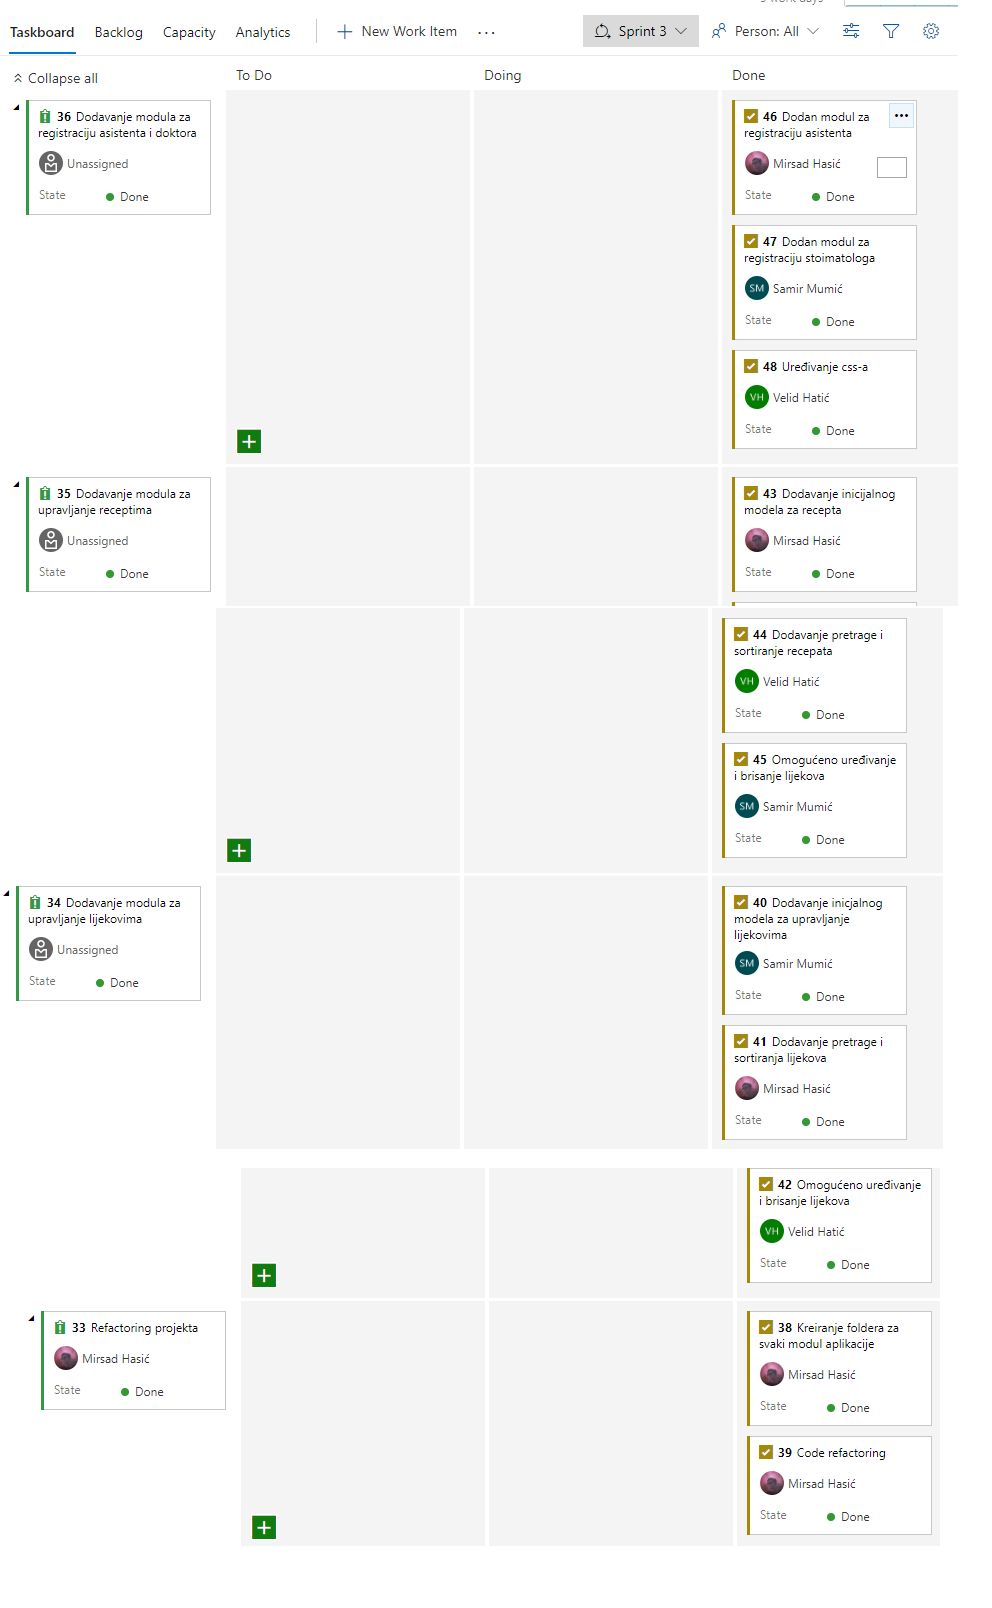 Taskboard Backlog Capacity Analytics New Work Item Sprint 3 Person: All
Collapse all
To Do Doing Done
36 Dodavanje modula za
registraciju asistenta i doktora
Unassigned
State Done
46 Dodan modul za
registraciju asistenta
Mirsad Hasić
State Done
47 Dodan modul za
registraciju stoimatologa
SM Samir Mumić
State Done
48 Uređivanje css-a
VH Velid Hatić
State Done
35 Dodavanje modula za
upravljanje receptima
Unassigned
State Done
43 Dodavanje inicijalnog
modela za recepta
Mirsad Hasić
State Done
44 Dodavanje pretrage i
sortiranje recepata
VH Velid Hatić
State Done
45 Omogućeno uređivanje
i brisanje lijekova
SM Samir Mumić
State Done
34 Dodavanje modula za
upravljanje lijekovima
Unassigned
State Done
40 Dodavanje inicjalnog
modela za upravljanje
lijekovima
SM Samir Mumić
State Done
41 Dodavanje pretrage i
sortiranja lijekova
Mirsad Hasić
State Done
42 Omogućeno uređivanje
i brisanje lijekova
VH Velid Hatić
State Done
33 Refactoring projekta
Mirsad Hasić
State Done
38 Kreiranje foldera za
svaki modul aplikacije
Mirsad Hasić
State Done
39 Code refactoring
Mirsad Hasić
State Done